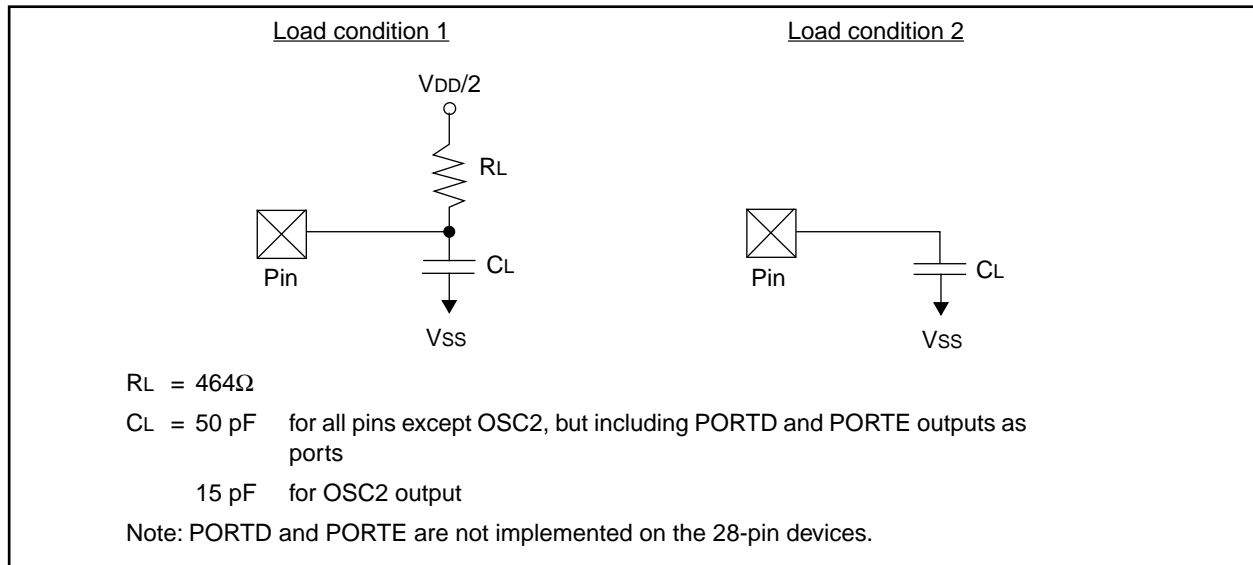 Load condition 1
Load condition 2
VDD/2
RL
Pin
CL
VSS
Pin
CL
VSS
RL = 464Ω
CL = 50 pF for all pins except OSC2, but including PORTD and PORTE outputs as
ports
15 pF for OSC2 output
Note: PORTD and PORTE are not implemented on the 28-pin devices.